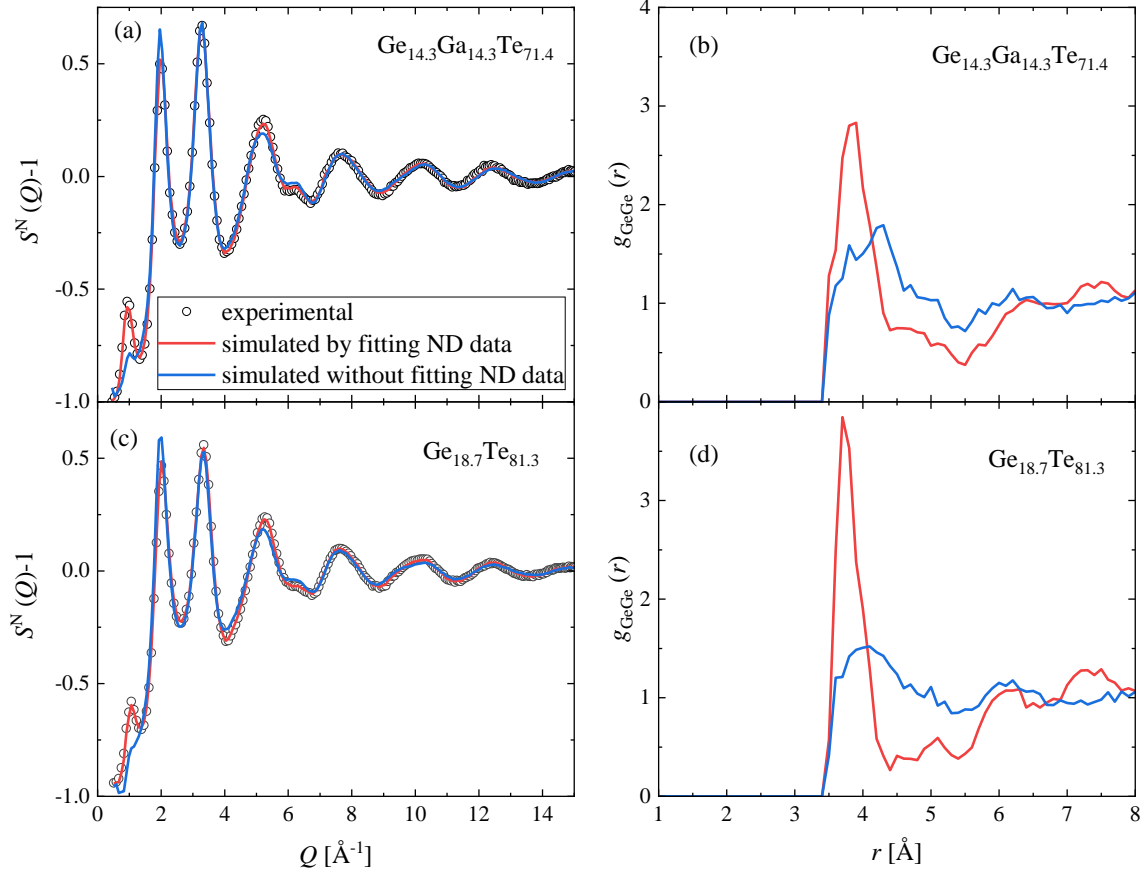 (a)
Ge14.3Ga14.3Te71.4
0.5
0.0
-0.5
-1.0
S^N (Q)-1
experimental
simulated by fitting ND data
simulated without fitting ND data
(b)
Ge14.3Ga14.3Te71.4
4
3
2
1
0
gGeGe(r)
(c)
Ge18.7Te81.3
0.5
0.0
-0.5
-1.0
S^N (Q)-1
0 2 4 6 8 10 12 14
Q [Å^-1]
(d)
Ge18.7Te81.3
4
3
2
1
0
gGeGe(r)
1 2 3 4 5 6 7 8
r [Å]